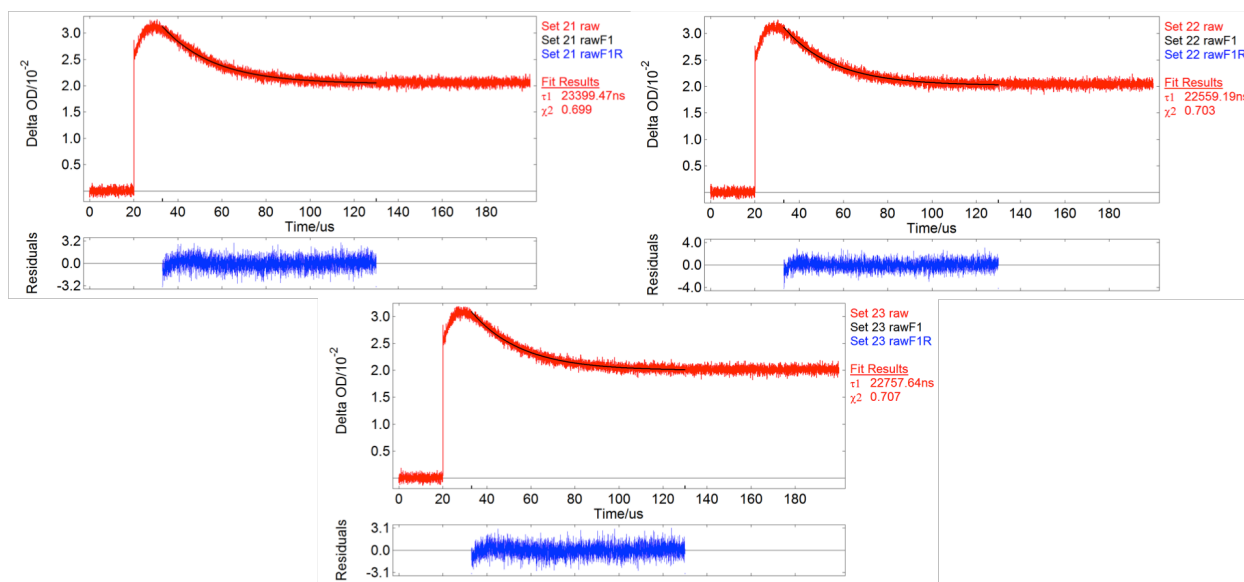 Delta OD/10⁻²
3.0
2.5
2.0
1.5
1.0
0.5
0 20 40 60 80 100 120 140 160 180
Time/us
Set 21 raw
Set 21 rawF1
Set 21 rawF1R
Fit Results
τ1 23399.47ns
χ2 0.699
Residuals
3.2
0.0
-3.2
Delta OD/10⁻²
3.0
2.5
2.0
1.5
1.0
0.5
0 20 40 60 80 100 120 140 160 180
Time/us
Set 22 raw
Set 22 rawF1
Set 22 rawF1R
Fit Results
τ1 22559.19ns
χ2 0.703
Residuals
4.0
0.0
-4.0
Delta OD/10⁻²
3.0
2.5
2.0
1.5
1.0
0.5
0 20 40 60 80 100 120 140 160 180
Time/us
Set 23 raw
Set 23 rawF1
Set 23 rawF1R
Fit Results
τ1 22757.64ns
χ2 0.707
Residuals
3.1
0.0
-3.1